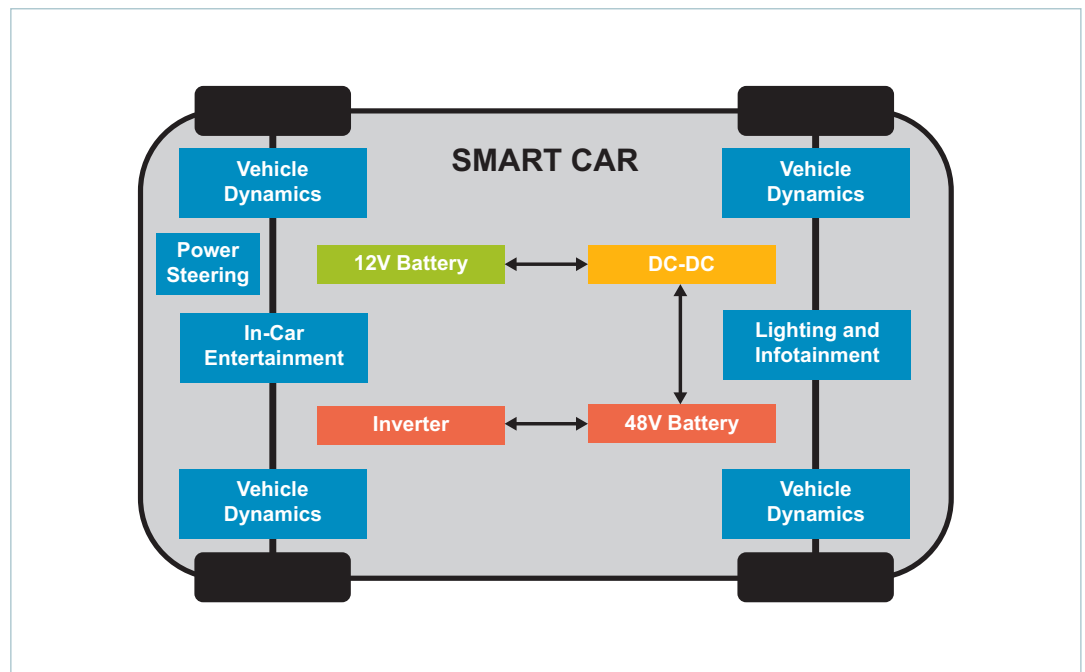 SMART CAR
Vehicle
Dynamics
Vehicle
Dynamics
Power
Steering
12V Battery
DC-DC
In-Car
Entertainment
Lighting and
Infotainment
Inverter
48V Battery
Vehicle
Dynamics
Vehicle
Dynamics